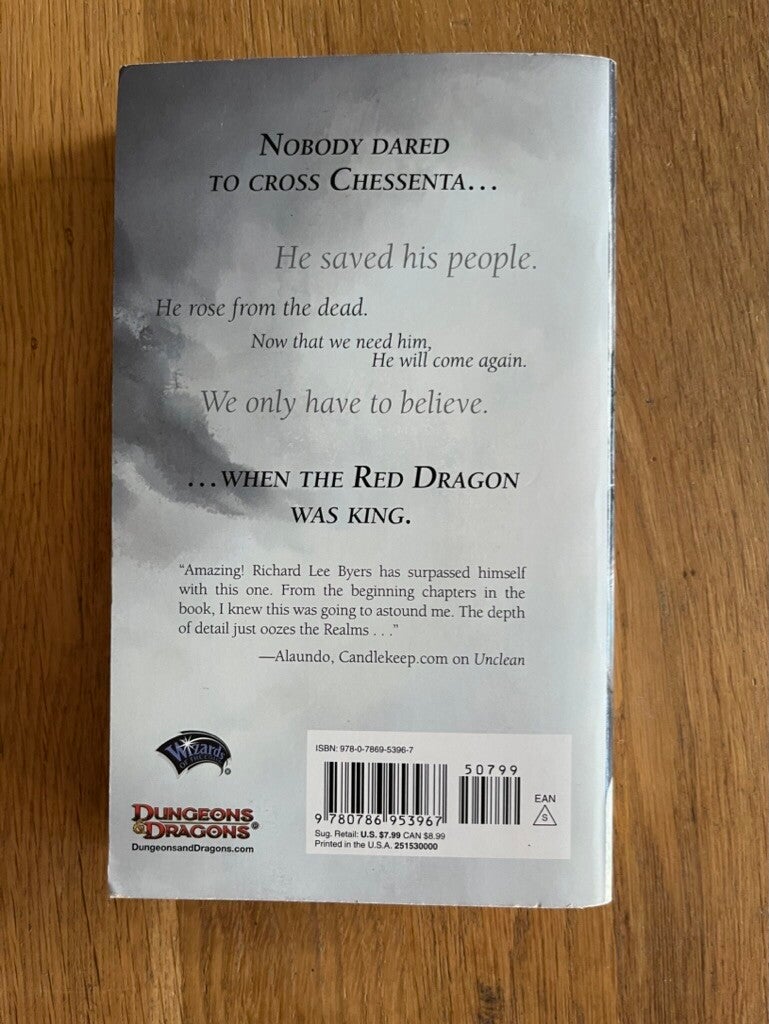 NOBODY DARED
TO CROSS CHESSENTA...
He saved his people.
He rose from the dead.
Now that we need him,
He will come again.
We only have to believe.
...WHEN THE RED DRAGON
WAS KING.
“Amazing! Richard Lee Byers has surpassed himself
with this one. From the beginning chapters in the
book, I knew this was going to astound me. The depth
of detail just oozes the Realms . . .”
—Alaundo, Candlekeep.com on Unclean
Wizards
OF THE COAST
®
DUNGEONS
& DRAGONS®
DungeonsandDragons.com
ISBN: 978-0-7869-5396-7
50799
9 780786 953967
EAN
S
Sug. Retail: U.S. $7.99 CAN $8.99
Printed in the U.S.A. 251530000